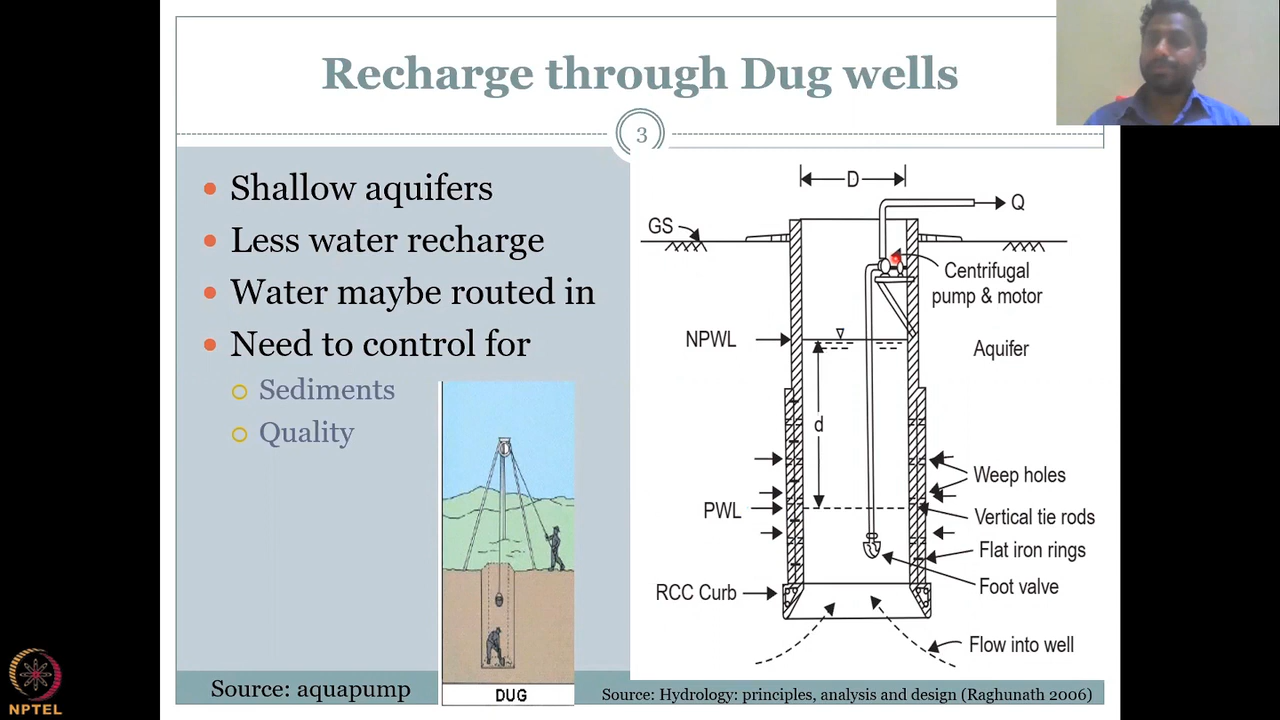 Recharge through Dug wells
3
Shallow aquifers
Less water recharge
Water maybe routed in
Need to control for
Sediments
Quality
DUG
Source: aquapump
D
Q
GS
Centrifugal
pump & motor
NPWL
Aquifer
d
Weep holes
PWL
Vertical tie rods
Flat iron rings
Foot valve
RCC Curb
Flow into well
Source: Hydrology: principles, analysis and design (Raghunath 2006)
NPTEL